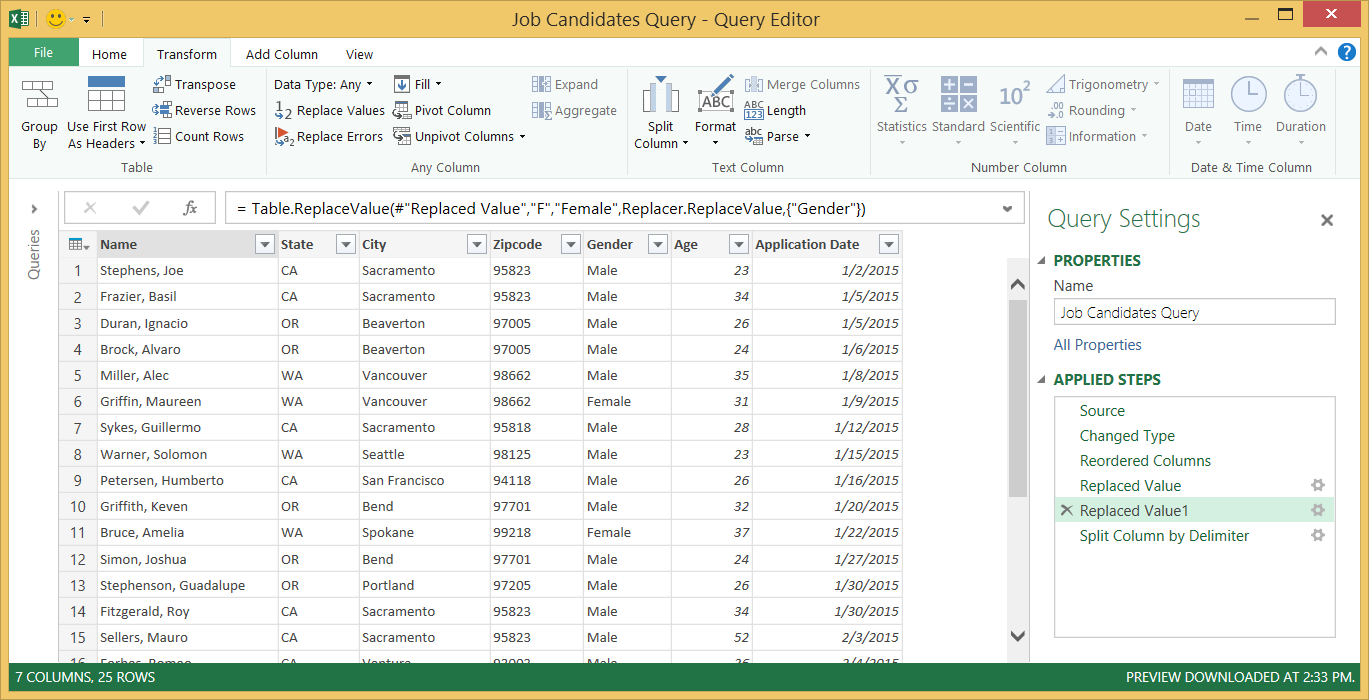 Job Candidates Query - Query Editor
File Home Transform Add Column View
Group By
Use First Row As Headers
Transpose
Reverse Rows
Count Rows
Table
Data Type: Any
Replace Values
Replace Errors
Fill
Pivot Column
Unpivot Columns
Expand
Aggregate
Any Column
Split Column
Format
Merge Columns
Length
Parse
Text Column
Statistics
Standard
Scientific
Trigonometry
Rounding
Information
Number Column
Date
Time
Duration
Date & Time Column
Queries
= Table.ReplaceValue(#"Replaced Value","F","Female",Replacer.ReplaceValue,{"Gender"})
Name State City Zipcode Gender Age Application Date
1 Stephens, Joe CA Sacramento 95823 Male 23 1/2/2015
2 Frazier, Basil CA Sacramento 95823 Male 34 1/5/2015
3 Duran, Ignacio OR Beaverton 97005 Male 26 1/5/2015
4 Brock, Alvaro OR Beaverton 97005 Male 24 1/6/2015
5 Miller, Alec WA Vancouver 98662 Male 35 1/8/2015
6 Griffin, Maureen WA Vancouver 98662 Female 31 1/9/2015
7 Sykes, Guillermo CA Sacramento 95818 Male 28 1/12/2015
8 Warner, Solomon WA Seattle 98125 Male 23 1/15/2015
9 Petersen, Humberto CA San Francisco 94118 Male 26 1/16/2015
10 Griffith, Keven OR Bend 97701 Male 32 1/20/2015
11 Bruce, Amelia WA Spokane 99218 Female 37 1/22/2015
12 Simon, Joshua OR Bend 97701 Male 24 1/27/2015
13 Stephenson, Guadalupe OR Portland 97205 Male 26 1/30/2015
14 Fitzgerald, Roy CA Sacramento 95823 Male 34 1/30/2015
15 Sellers, Mauro CA Sacramento 95823 Male 52 2/3/2015
Query Settings
PROPERTIES
Name
Job Candidates Query
All Properties
APPLIED STEPS
Source
Changed Type
Reordered Columns
Replaced Value
Replaced Value1
Split Column by Delimiter
7 COLUMNS, 25 ROWS
PREVIEW DOWNLOADED AT 2:33 PM.